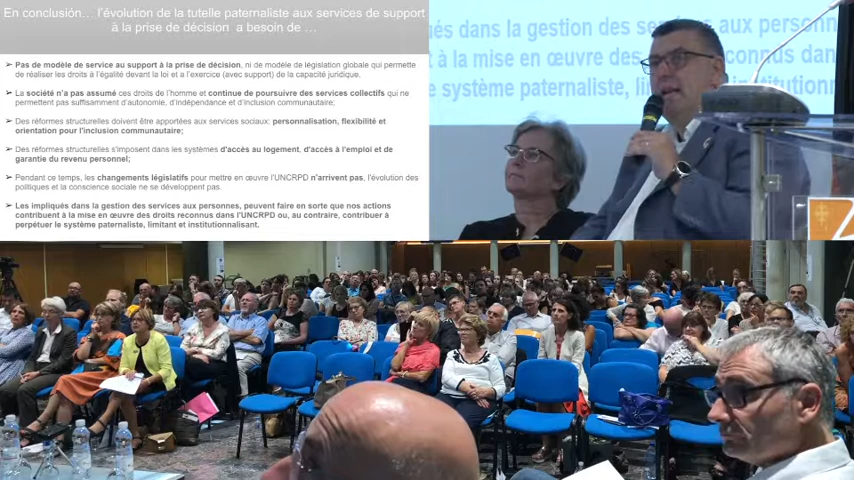 En conclusion… l'évolution de la tutelle paternaliste aux services de support
à la prise de décision a besoin de …
➢ Pas de modèle de service au support à la prise de décision, ni de modèle de législation globale qui permette
de réaliser les droits à l'égalité devant la loi et a l'exercice (avec support) de la capacité juridique.
➢ La société n'a pas assumé ces droits de l'homme et continue de poursuivre des services collectifs qui ne
permettent pas suffisamment d'autonomie, d'indépendance et d'inclusion communautaire;
➢ Des réformes structurelles doivent être apportées aux services sociaux: personnalisation, flexibilité et
orientation pour l'inclusion communautaire;
➢ Des réformes structurelles s'imposent dans les systèmes d'accès au logement, d'accès à l'emploi et de
garantie du revenu personnel;
➢ Pendant ce temps, les changements législatifs pour mettre en œuvre l'UNCRPD n'arrivent pas, l'évolution des
politiques et la conscience sociale ne se développent pas.
➢ Les impliqués dans la gestion des services aux personnes, peuvent faire en sorte que nos actions
contribuent à la mise en œuvre des droits reconnus dans l'UNCRPD ou, au contraire, contribuer à
perpétuer le système paternaliste, limitant et institutionnalisant.
dans la gestion des aux personn
t à la mise en œuvre des dans
système paternaliste,